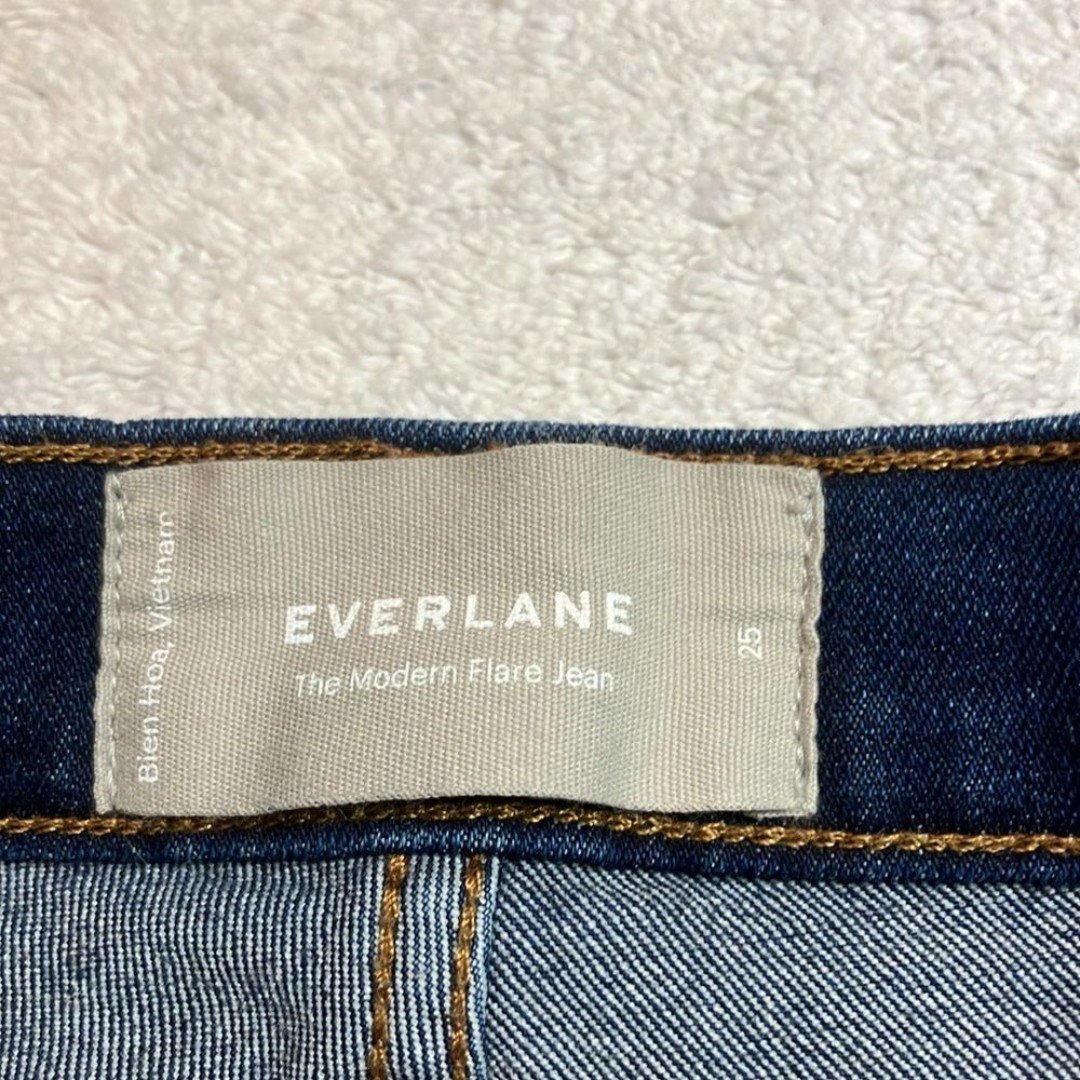 Bien Hoa, Vietnam
EVERLANE
The Modern Flare Jean
25